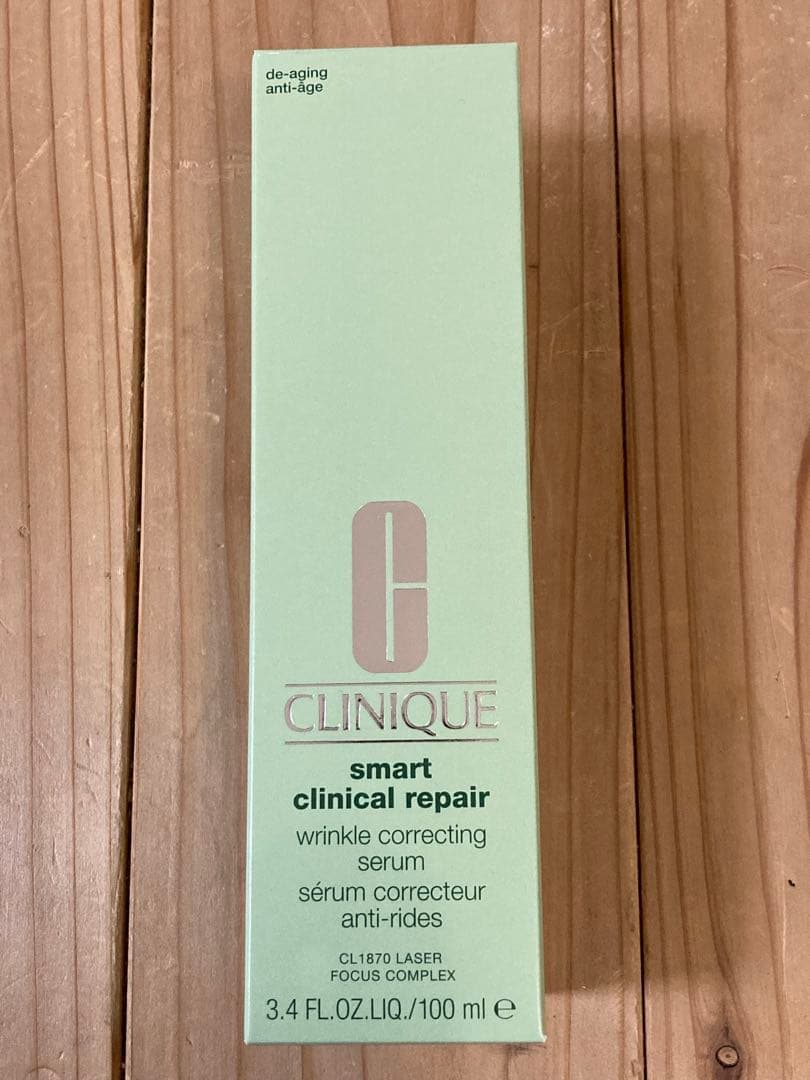 de-aging
anti-âge
C
CLINIQUE
smart
clinical repair
wrinkle correcting
serum
sérum correcteur
anti-rides
CL1870 LASER
FOCUS COMPLEX
3.4 FL.OZ.LIQ./100 ml ℮